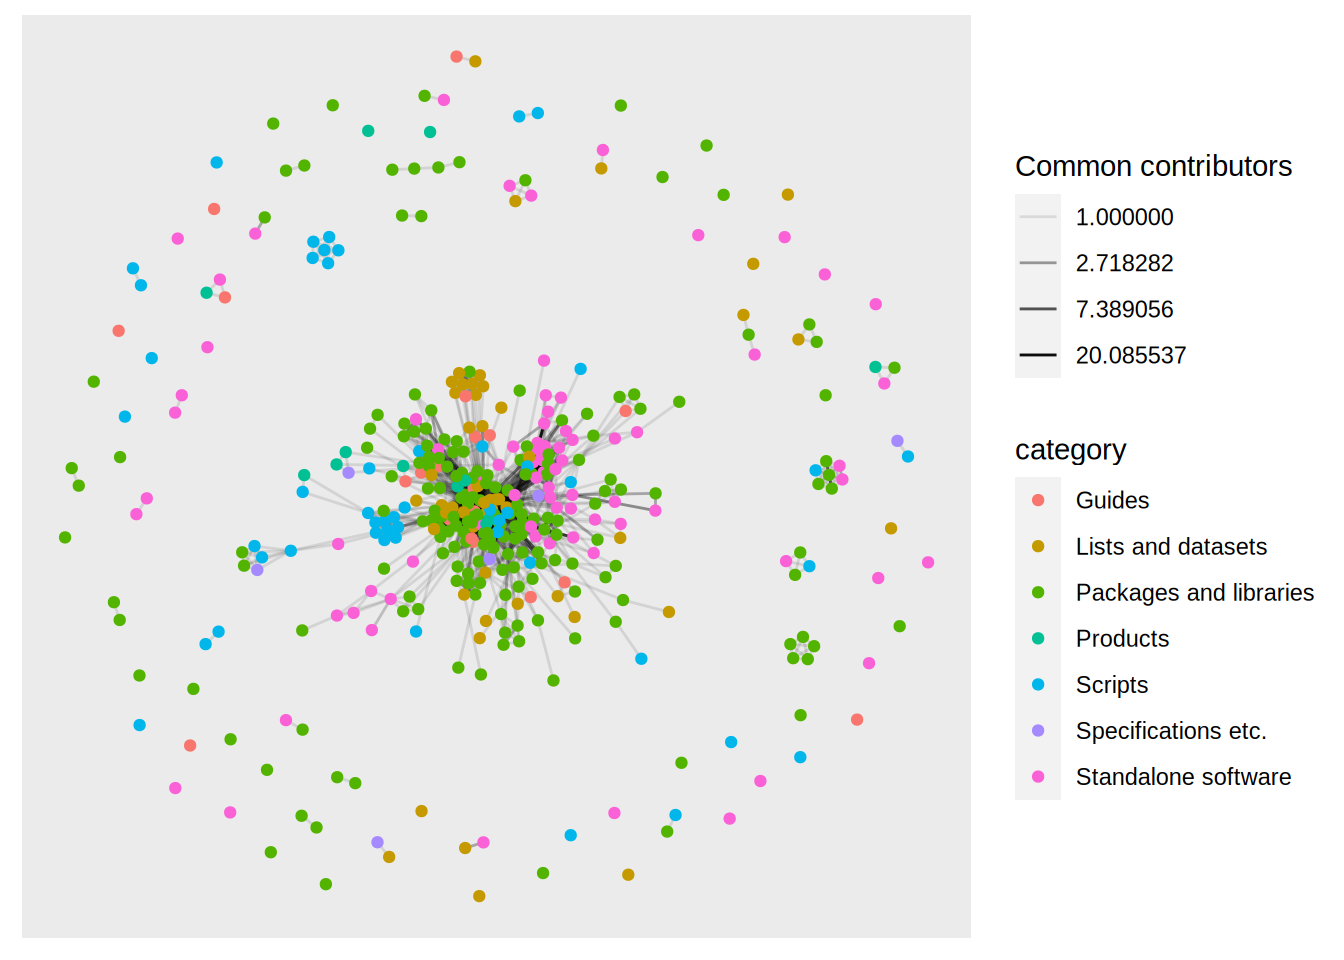 Common contributors
1.000000
2.718282
7.389056
20.085537
category
Guides
Lists and datasets
Packages and libraries
Products
Scripts
Specifications etc.
Standalone software